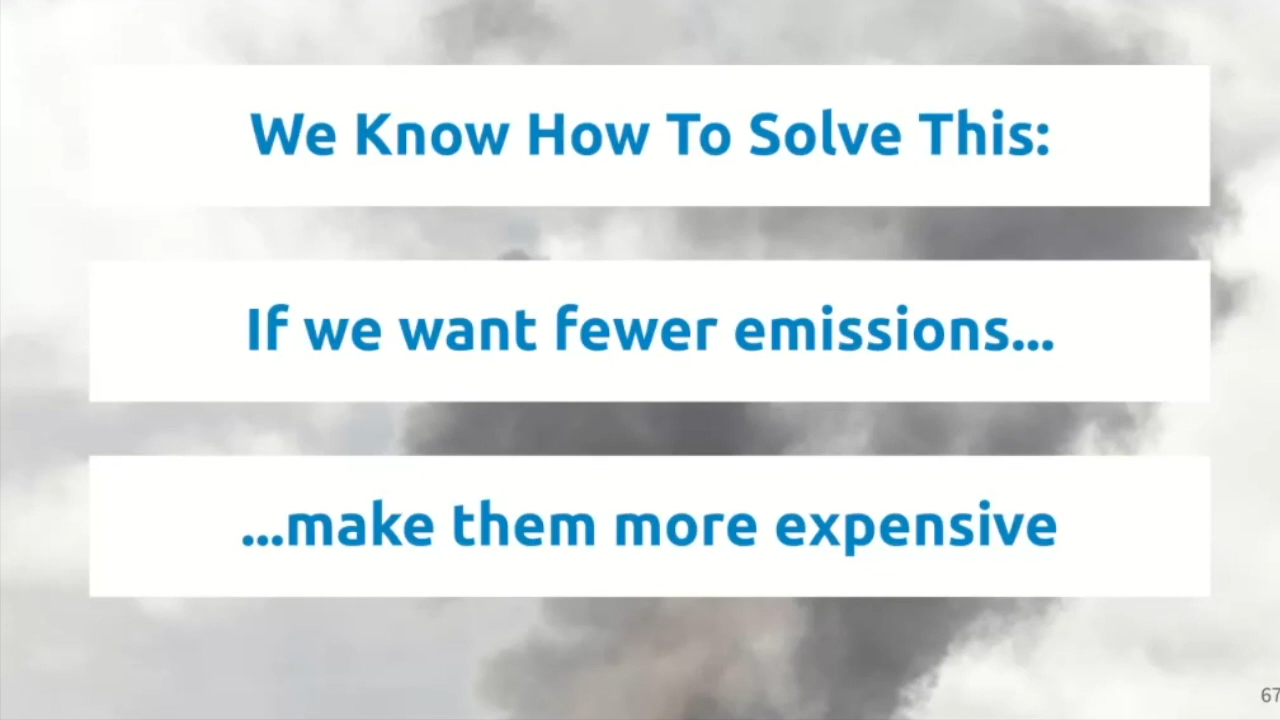 We Know How To Solve This:
If we want fewer emissions...
...make them more expensive
67